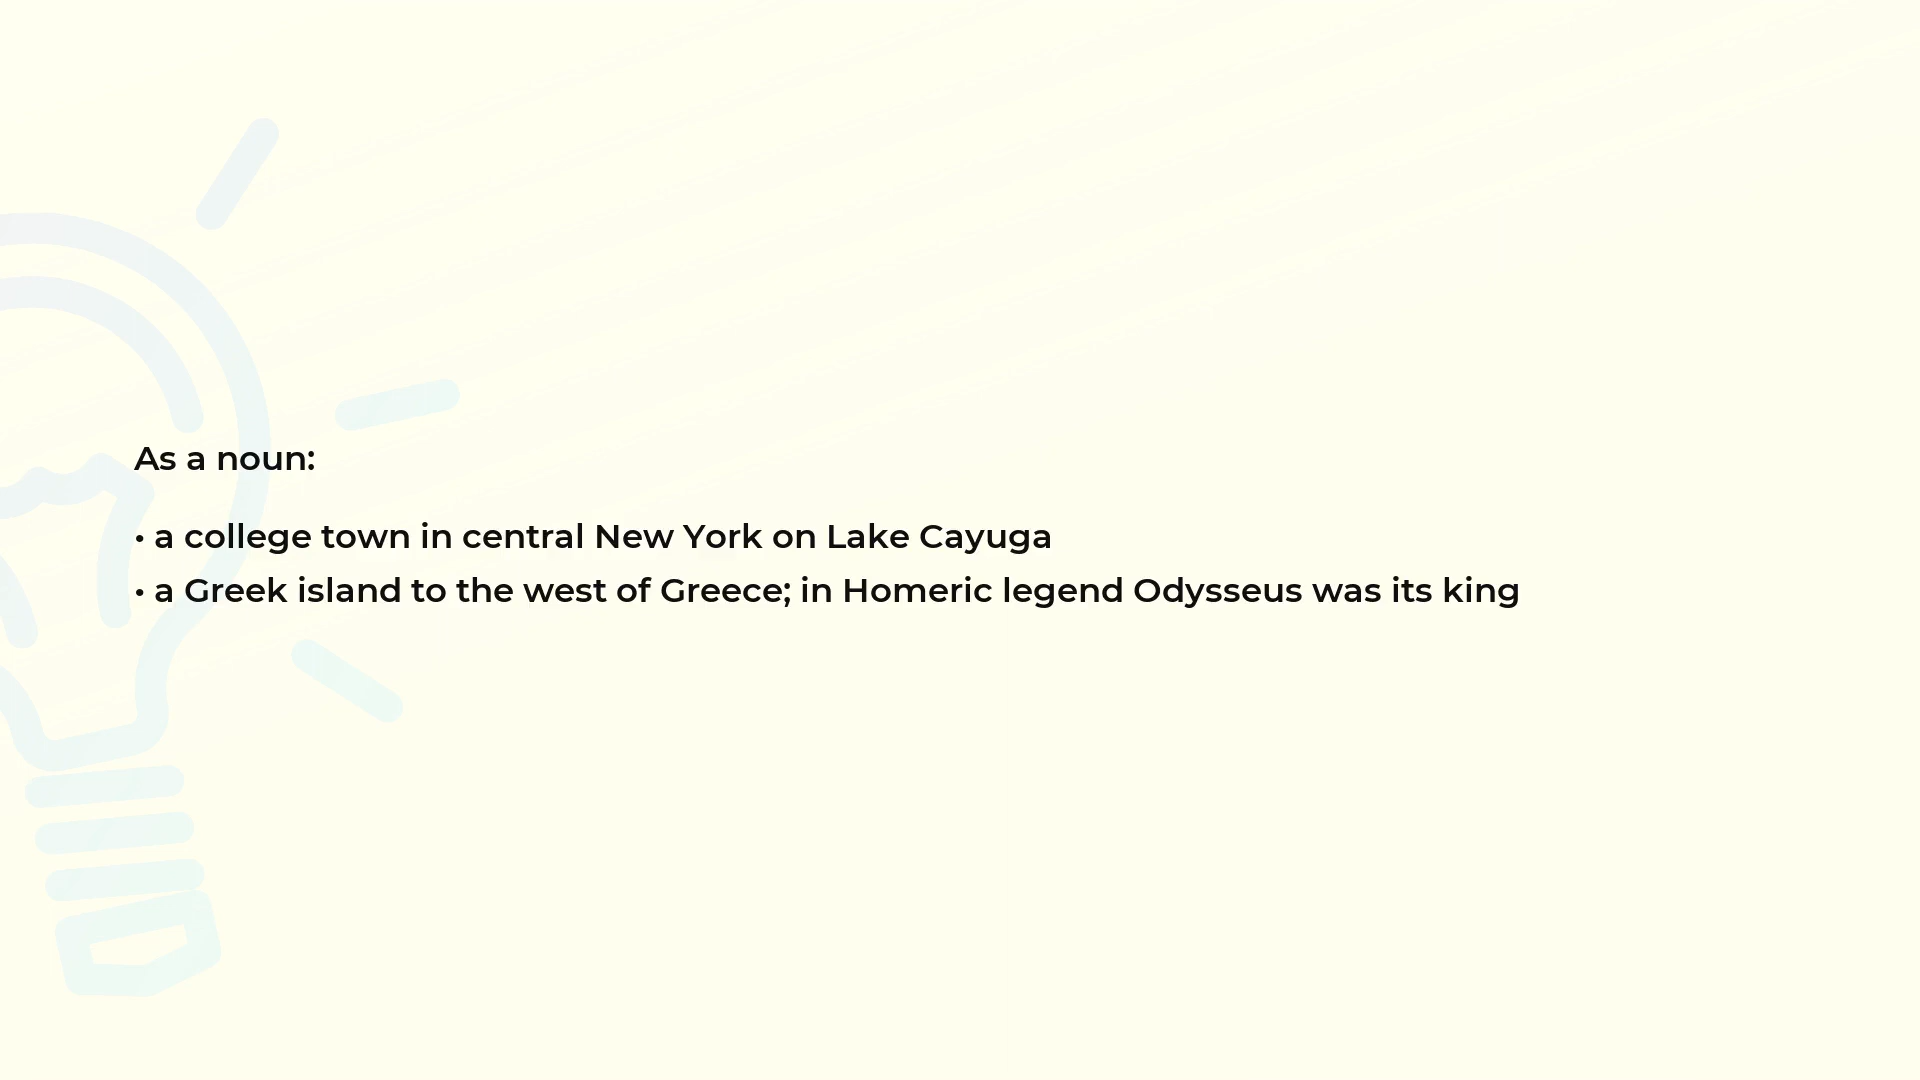 As a noun:
• a college town in central New York on Lake Cayuga
• a Greek island to the west of Greece; in Homeric legend Odysseus was its king